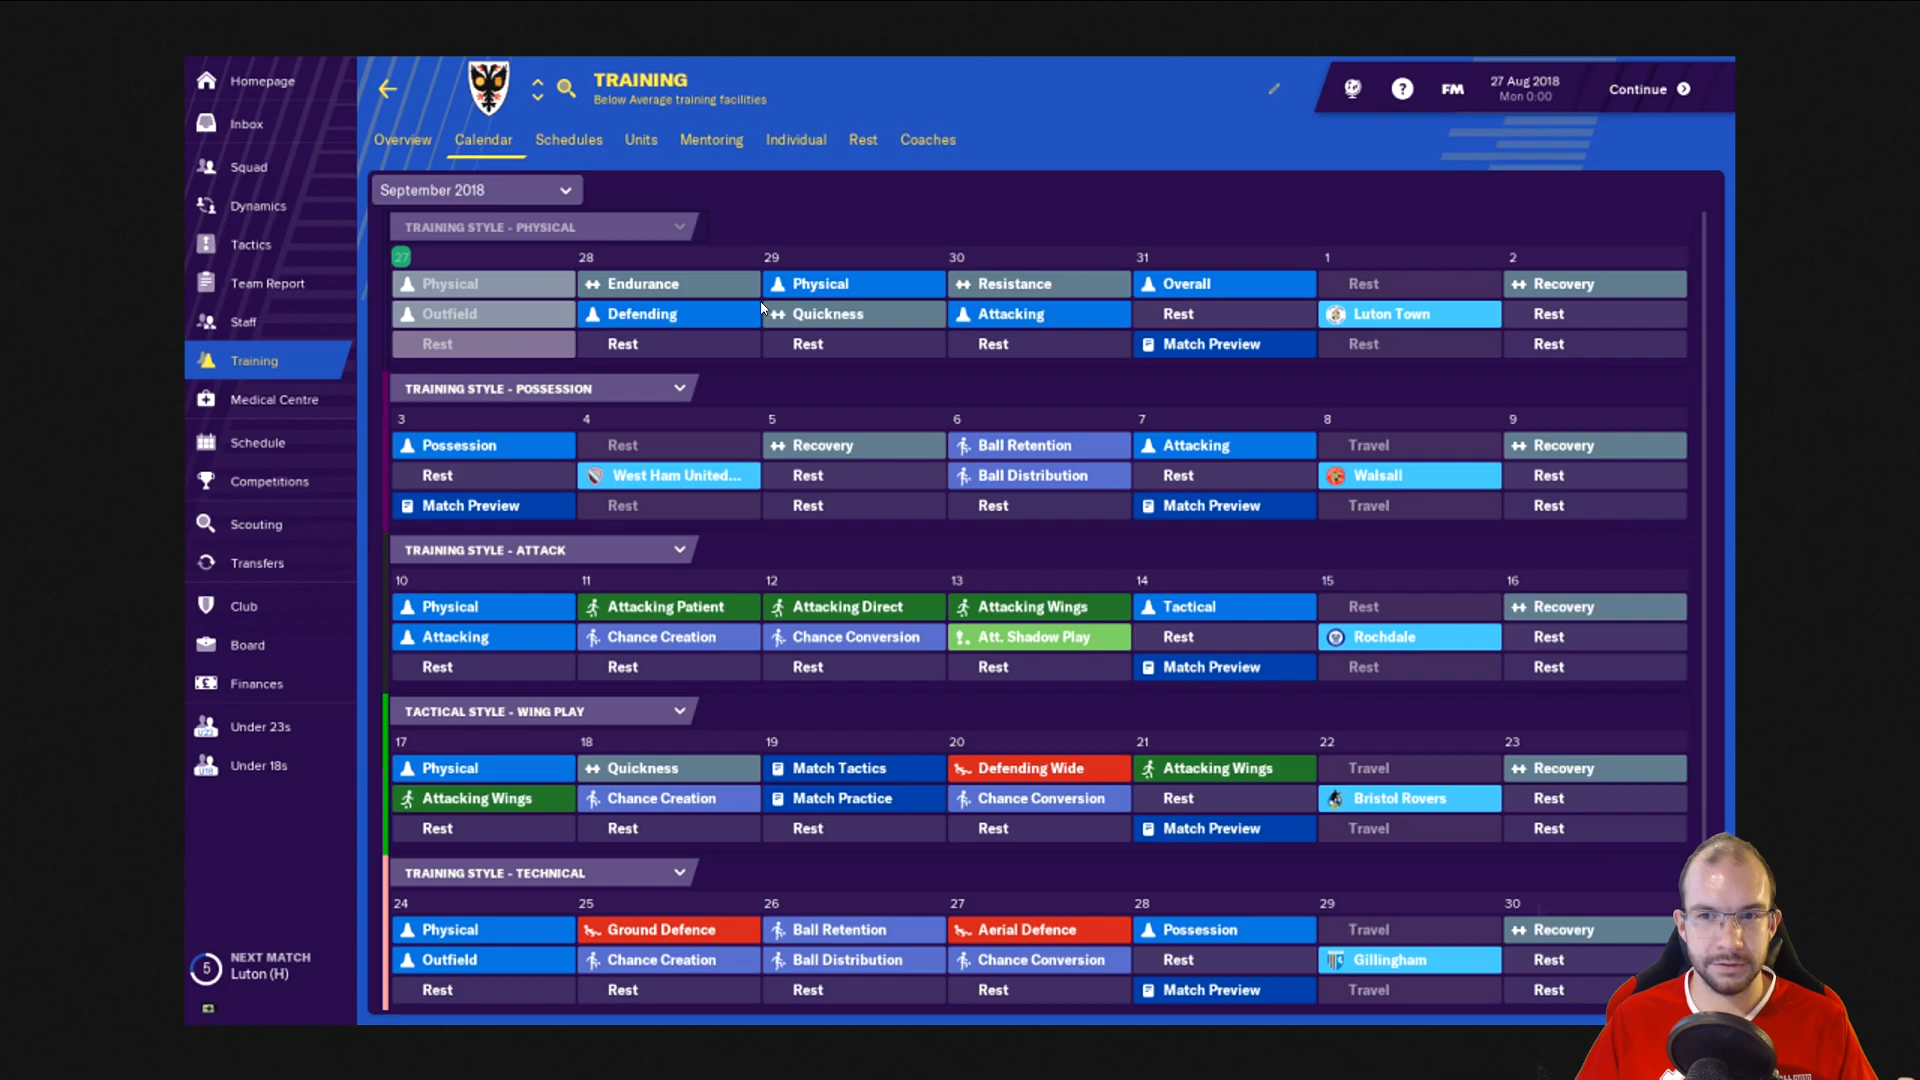 Homepage
Inbox
Squad
Dynamics
Tactics
Team Report
Staff
Training
Medical Centre
Schedule
Competitions
Scouting
Transfers
Club
Board
Finances
Under 23s
Under 18s
5
NEXT MATCH
Luton (H)
TRAINING
Below Average training facilities
? FM
27 Aug 2018
Mon 0:00
Continue
Overview Calendar Schedules Units Mentoring Individual Rest Coaches
September 2018
TRAINING STYLE - PHYSICAL
27 28 29 30 31 1 2
Physical Endurance Physical Resistance Overall Rest Recovery
Outfield Defending Quickness Attacking Rest Luton Town Rest
Rest Rest Rest Rest Match Preview Rest Rest
TRAINING STYLE - POSSESSION
3 4 5 6 7 8 9
Possession Rest Recovery Ball Retention Attacking Travel Recovery
Rest West Ham United... Rest Ball Distribution Rest Walsall Rest
Match Preview Rest Rest Rest Match Preview Travel Rest
TRAINING STYLE - ATTACK
10 11 12 13 14 15 16
Physical Attacking Patient Attacking Direct Attacking Wings Tactical Rest Recovery
Attacking Chance Creation Chance Conversion Att. Shadow Play Rest Rochdale Rest
Rest Rest Rest Rest Match Preview Rest Rest
TACTICAL STYLE - WING PLAY
17 18 19 20 21 22 23
Physical Quickness Match Tactics Defending Wide Attacking Wings Travel Recovery
Attacking Wings Chance Creation Match Practice Chance Conversion Rest Bristol Rovers Rest
Rest Rest Rest Rest Match Preview Travel Rest
TRAINING STYLE - TECHNICAL
24 25 26 27 28 29 30
Physical Ground Defence Ball Retention Aerial Defence Possession Travel Recovery
Outfield Chance Creation Ball Distribution Chance Conversion Rest Gillingham Rest
Rest Rest Rest Rest Match Preview Travel Rest